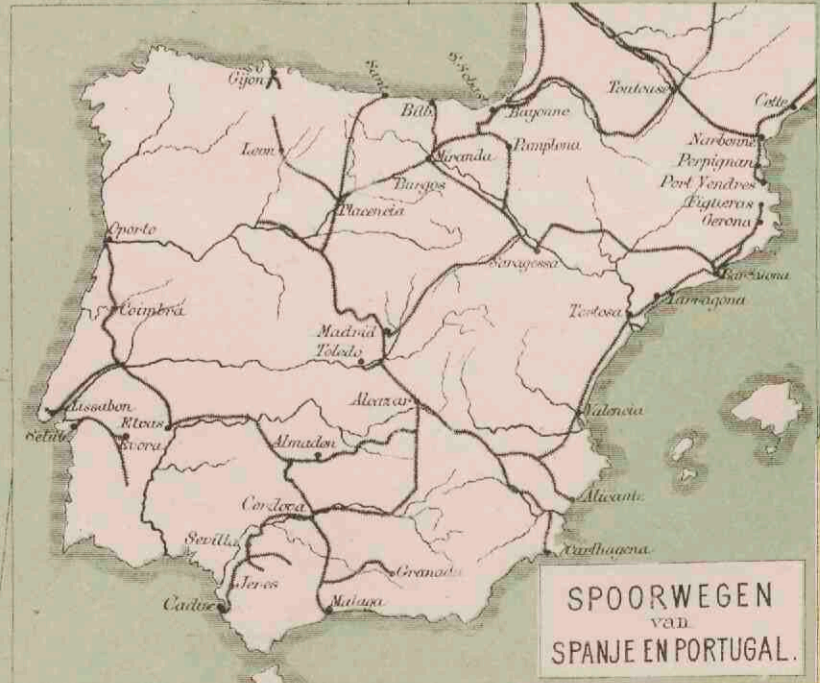 Gijon
Sant
Bilb
S. Sebast
Bayonne
Toulouse
Cette
Leon
Miranda
Pamplona
Narbonne
Perpignan
Port Vendres
Figueras
Gerona
Burgos
Placencia
Oporto
Saragossa
Barcelona
Coimbra
Tortosa
Tarragona
Madrid
Toledo
Lissabon
Elvas
Alcazar
Valencia
Evora
Almaden
Cordova
Alicante
Sevilla
Carthagena
Jeres
Granada
Malaga
SPOORWEGEN
van
SPANJE EN PORTUGAL.